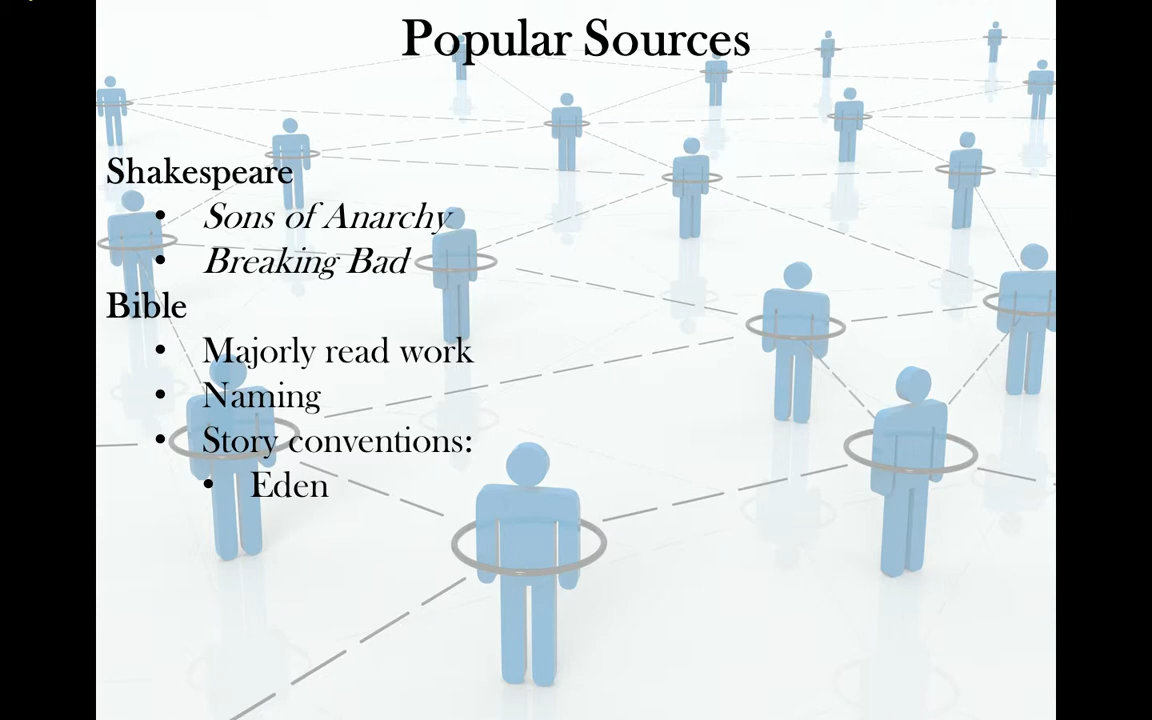 Popular Sources
Shakespeare
• Sons of Anarchy
• Breaking Bad
Bible
• Majorly read work
• Naming
• Story conventions:
• Eden